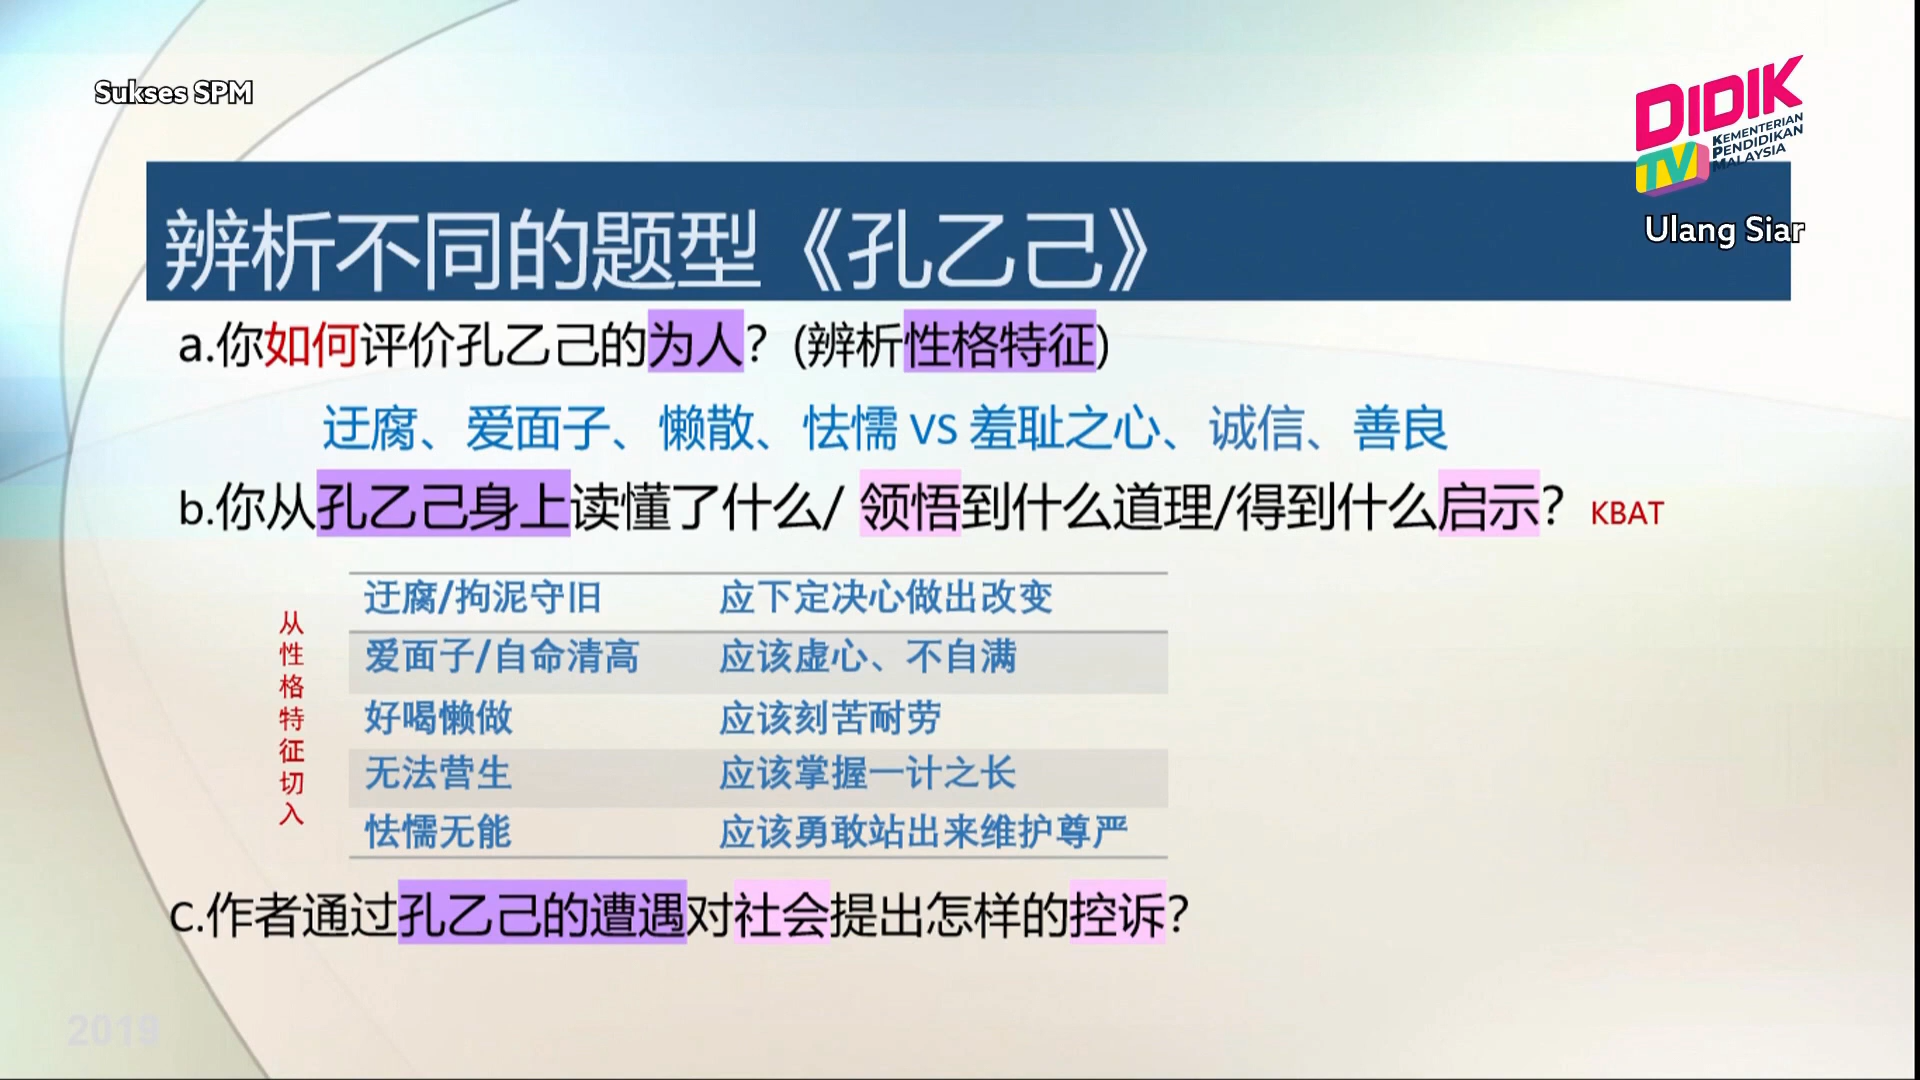 Sukses SPM
DIDIK
TV
KEMENTERIAN
PENDIDIKAN
MALAYSIA
Ulang Siar
辨析不同的题型《孔乙己》
a.你如何评价孔乙己的为人？(辨析性格特征)
迂腐、爱面子、懒散、怯懦 VS 羞耻之心、诚信、善良
b.你从孔乙己身上读懂了什么/ 领悟到什么道理/得到什么启示？ KBAT
从性格特征切入
迂腐/拘泥守旧 应下定决心做出改变
爱面子/自命清高 应该虚心、不自满
好喝懒做 应该刻苦耐劳
无法营生 应该掌握一计之长
怯懦无能 应该勇敢站出来维护尊严
c.作者通过孔乙己的遭遇对社会提出怎样的控诉？
2019